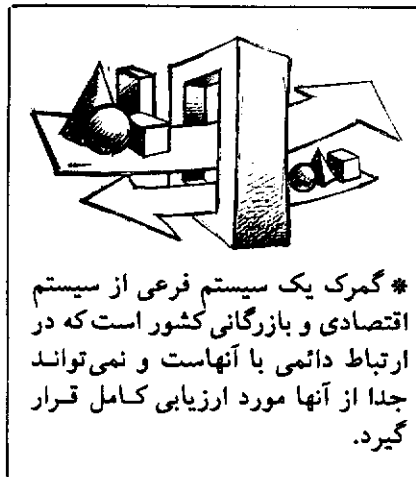 * گمرک یک سیستم فرعی از سیستم
اقتصادی و بازرگانی کشور است که در
ارتباط دائمی با آنهاست و نمی‌تواند
جدا از آنها مورد ارزیابی کامل قرار
گیرد.